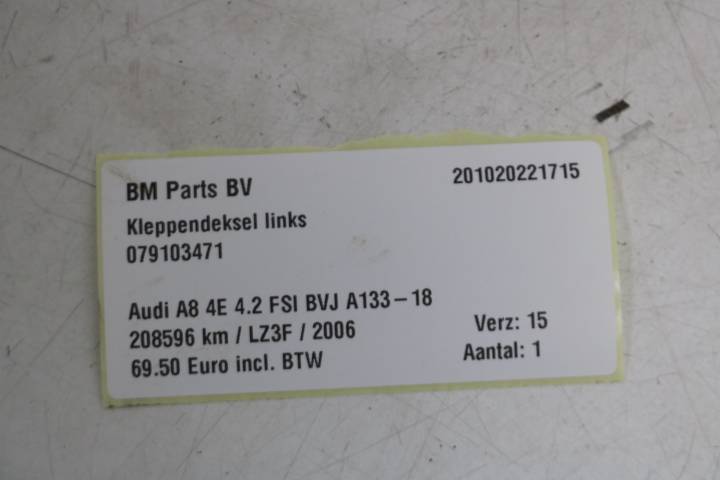 BM Parts BV 201020221715
Kleppendeksel links
079103471
Audi A8 4E 4.2 FSI BVJ A133-18
208596 km / LZ3F / 2006 Verz: 15
69.50 Euro incl. BTW Aantal: 1